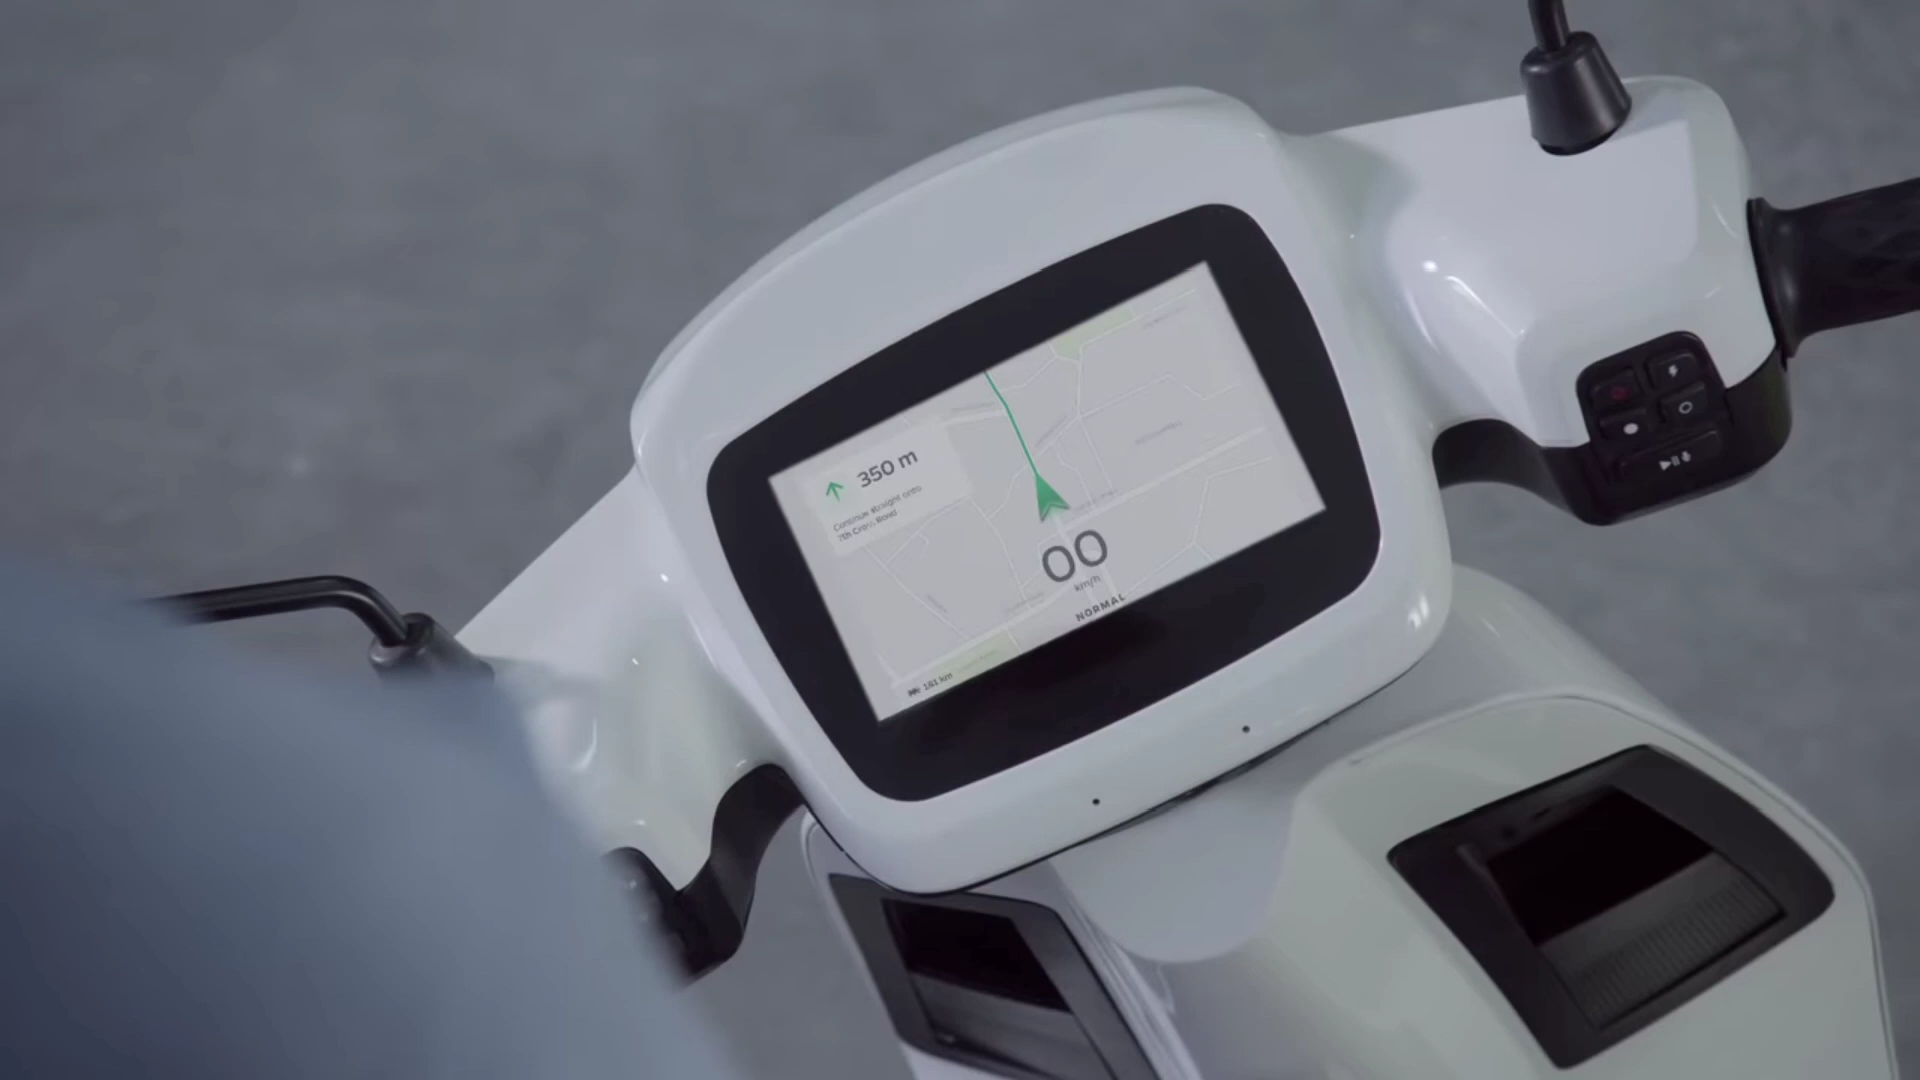 350 m
Continue straight onto
7th Cross Road
00
km/h
NORMAL
181 km